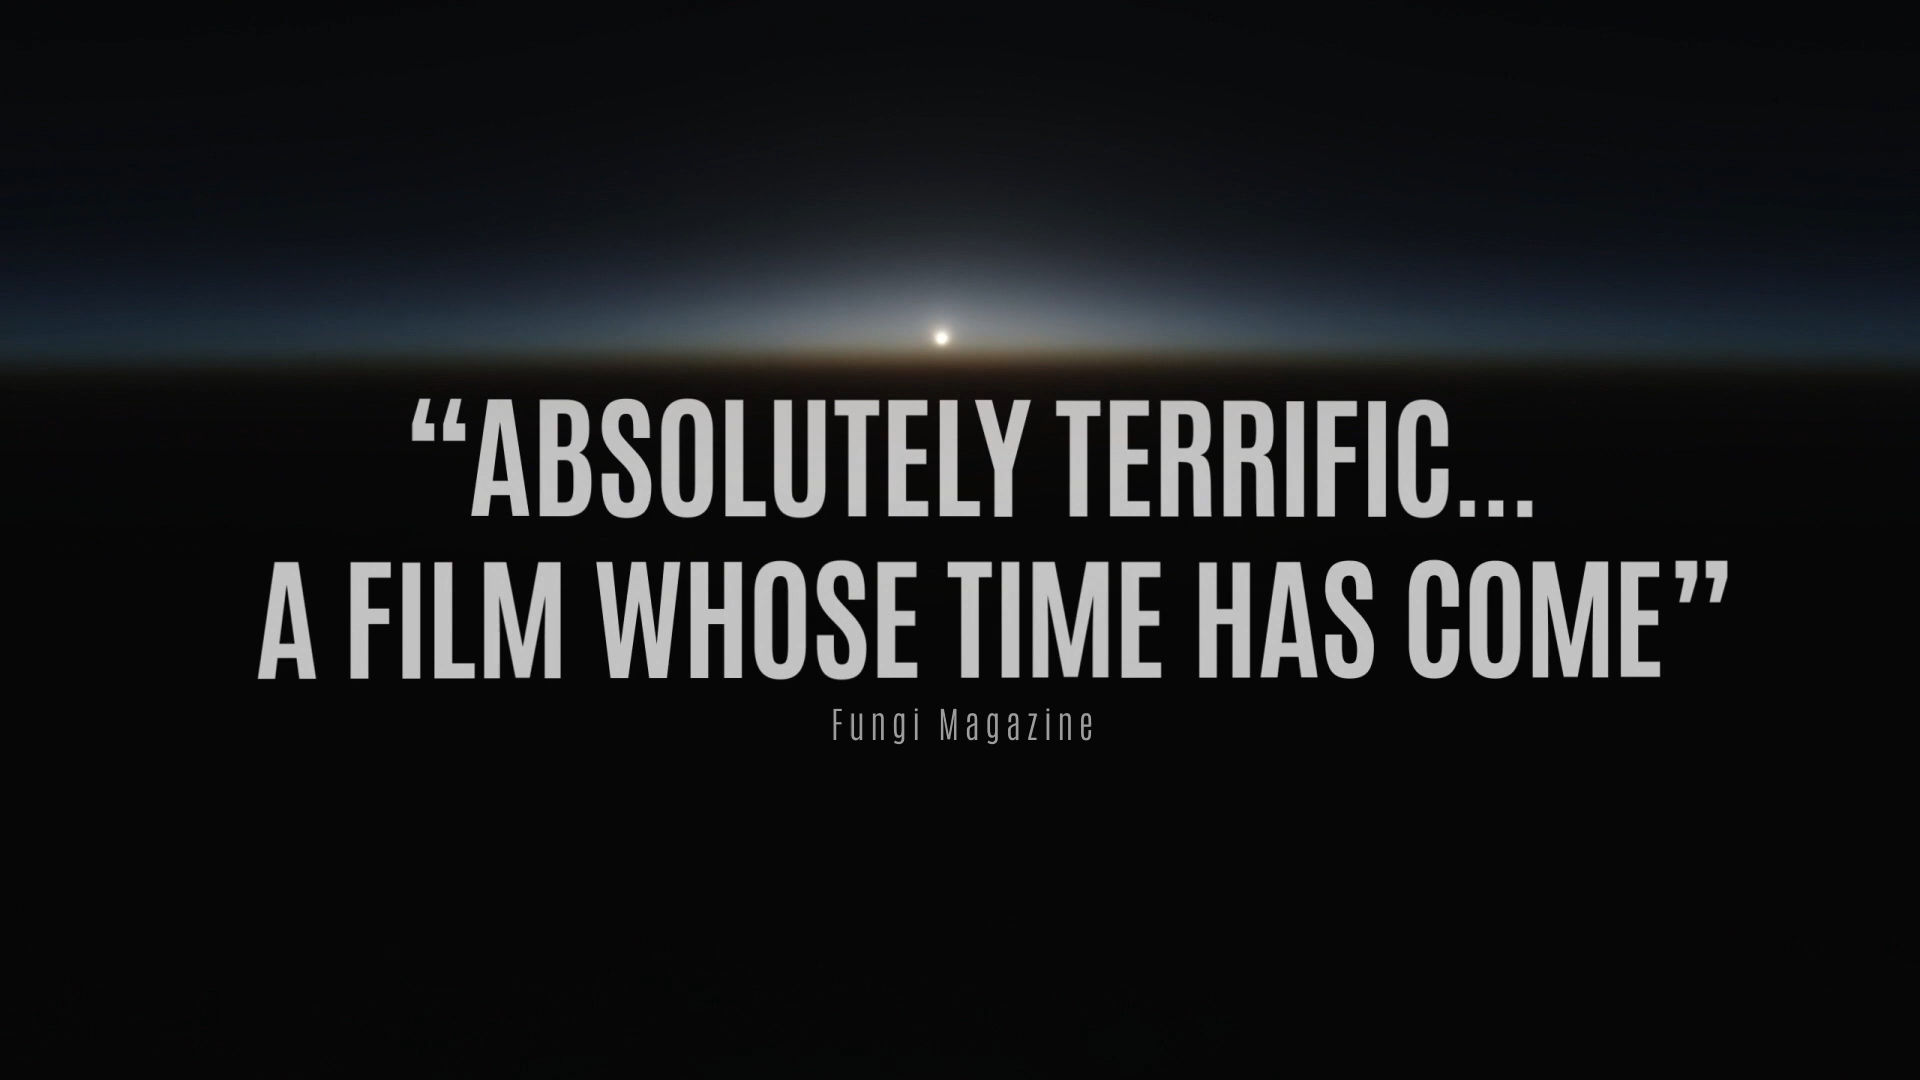 “ABSOLUTELY TERRIFIC...
A FILM WHOSE TIME HAS COME”
Fungi Magazine